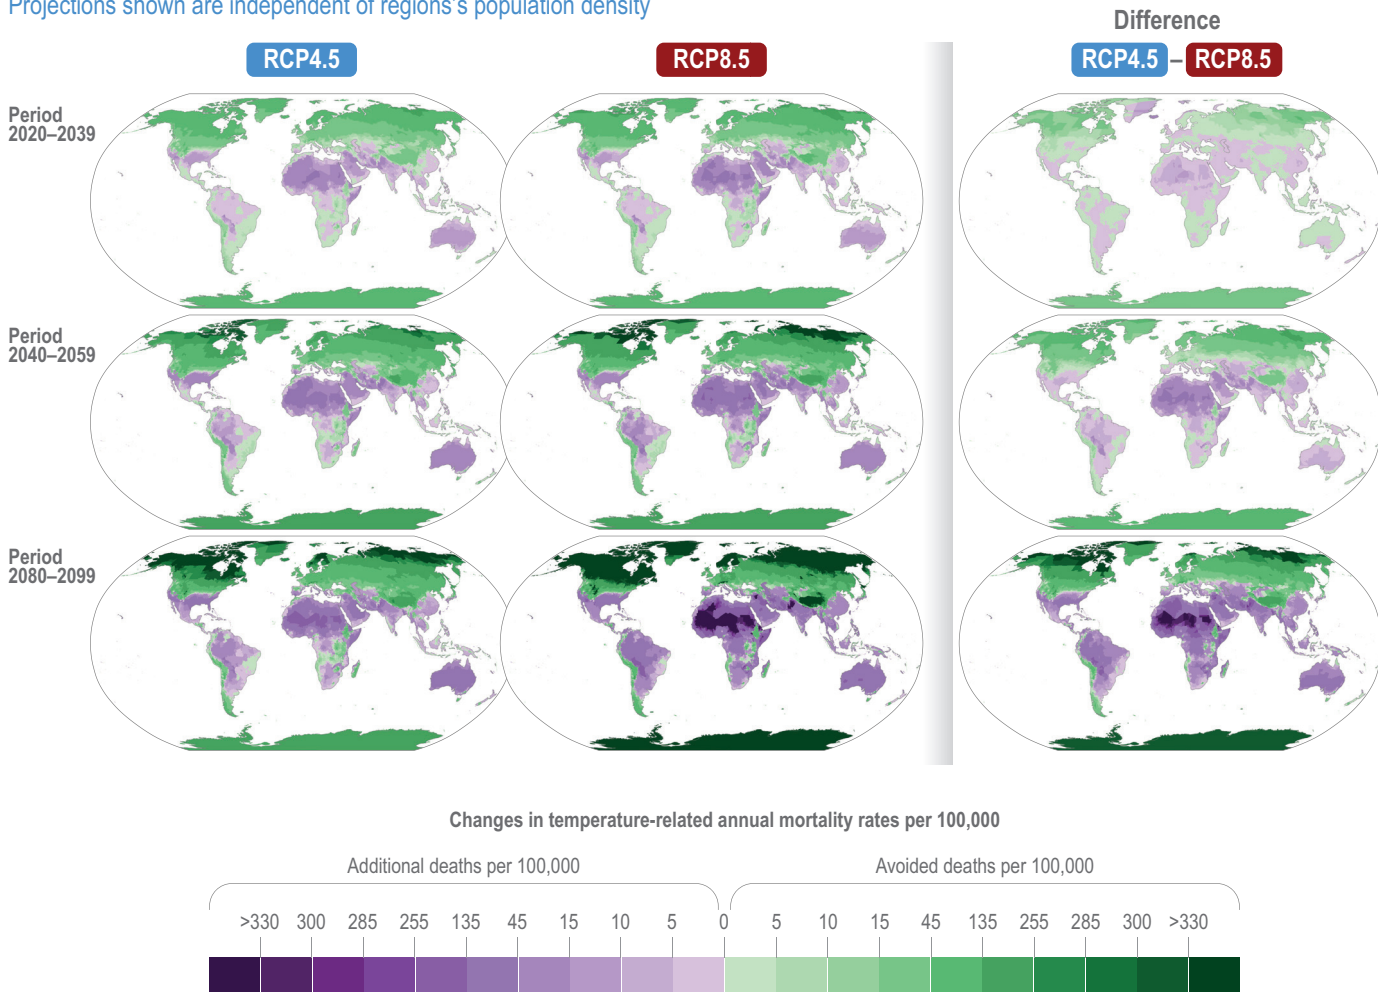 Projections shown are independent of regions's population density
Difference
RCP4.5
RCP8.5
RCP4.5 – RCP8.5
Period
2020–2039
Period
2040–2059
Period
2080–2099
Changes in temperature-related annual mortality rates per 100,000
Additional deaths per 100,000
Avoided deaths per 100,000
>330 300 285 255 135 45 15 10 5 0 5 10 15 45 135 255 285 300 >330